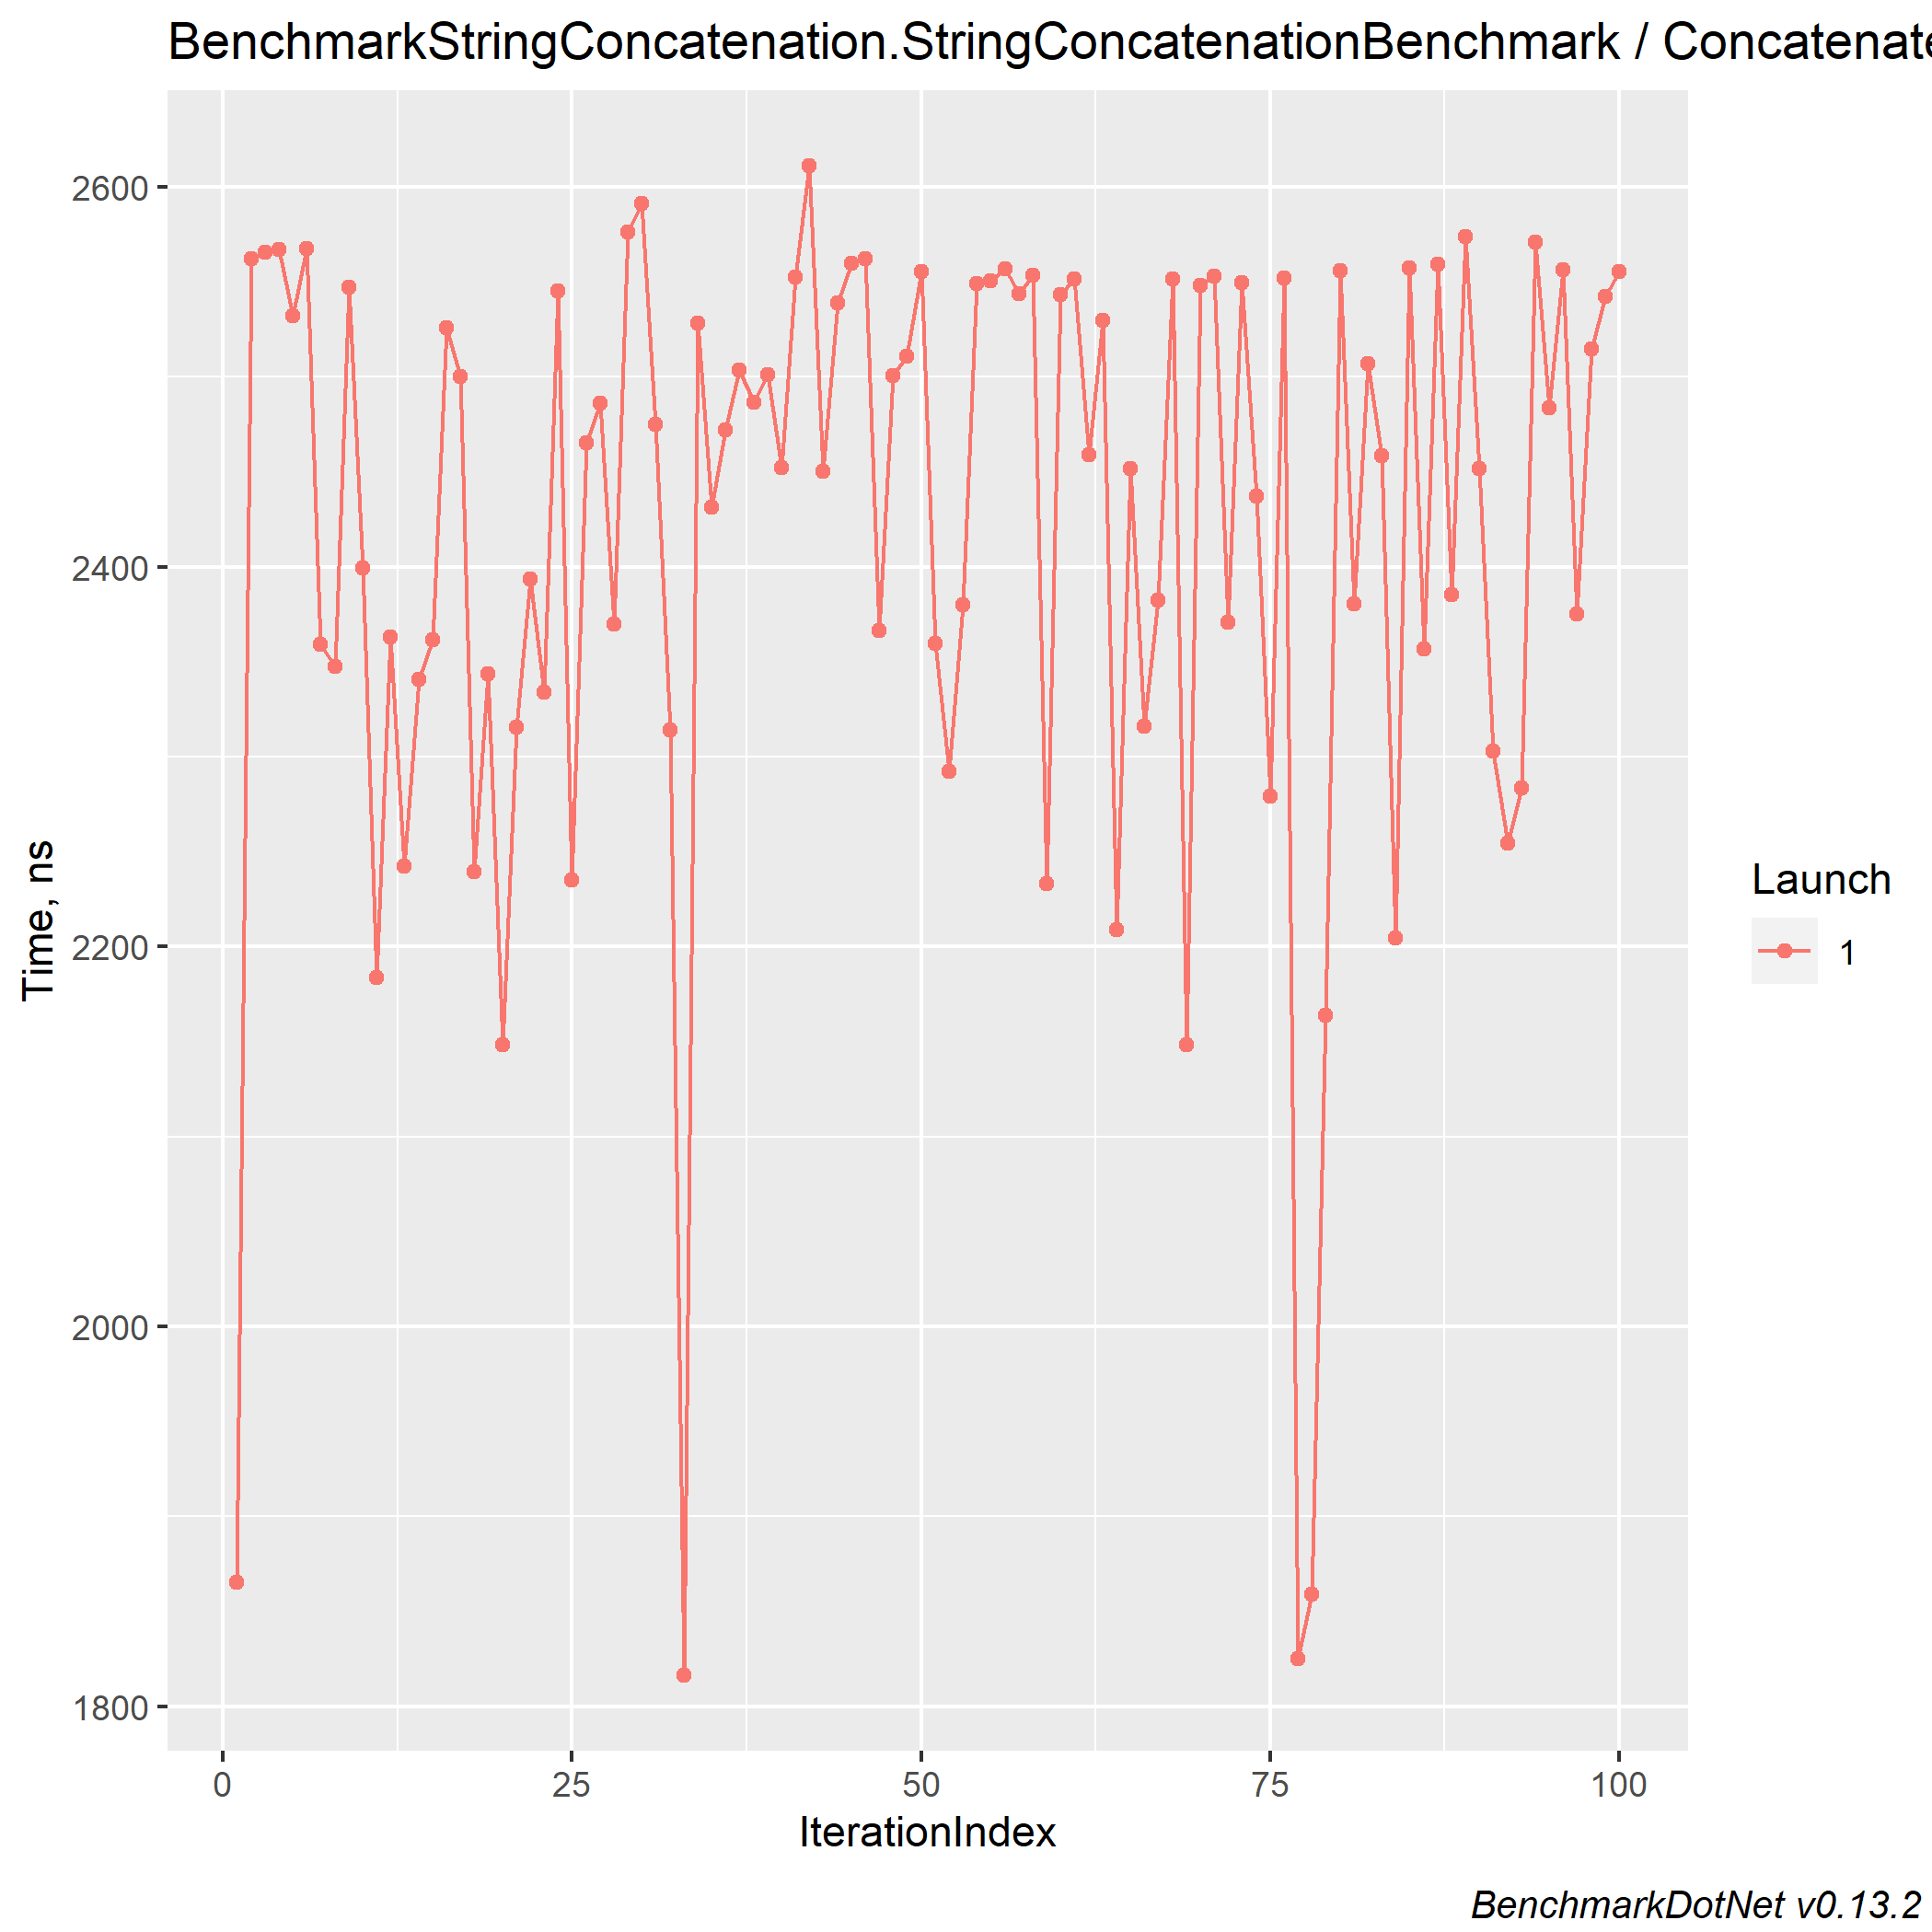 BenchmarkStringConcatenation.StringConcatenationBenchmark / Concatenate
2600
2400
2200
2000
1800
Time, ns
0 25 50 75 100
IterationIndex
Launch
1
BenchmarkDotNet v0.13.2